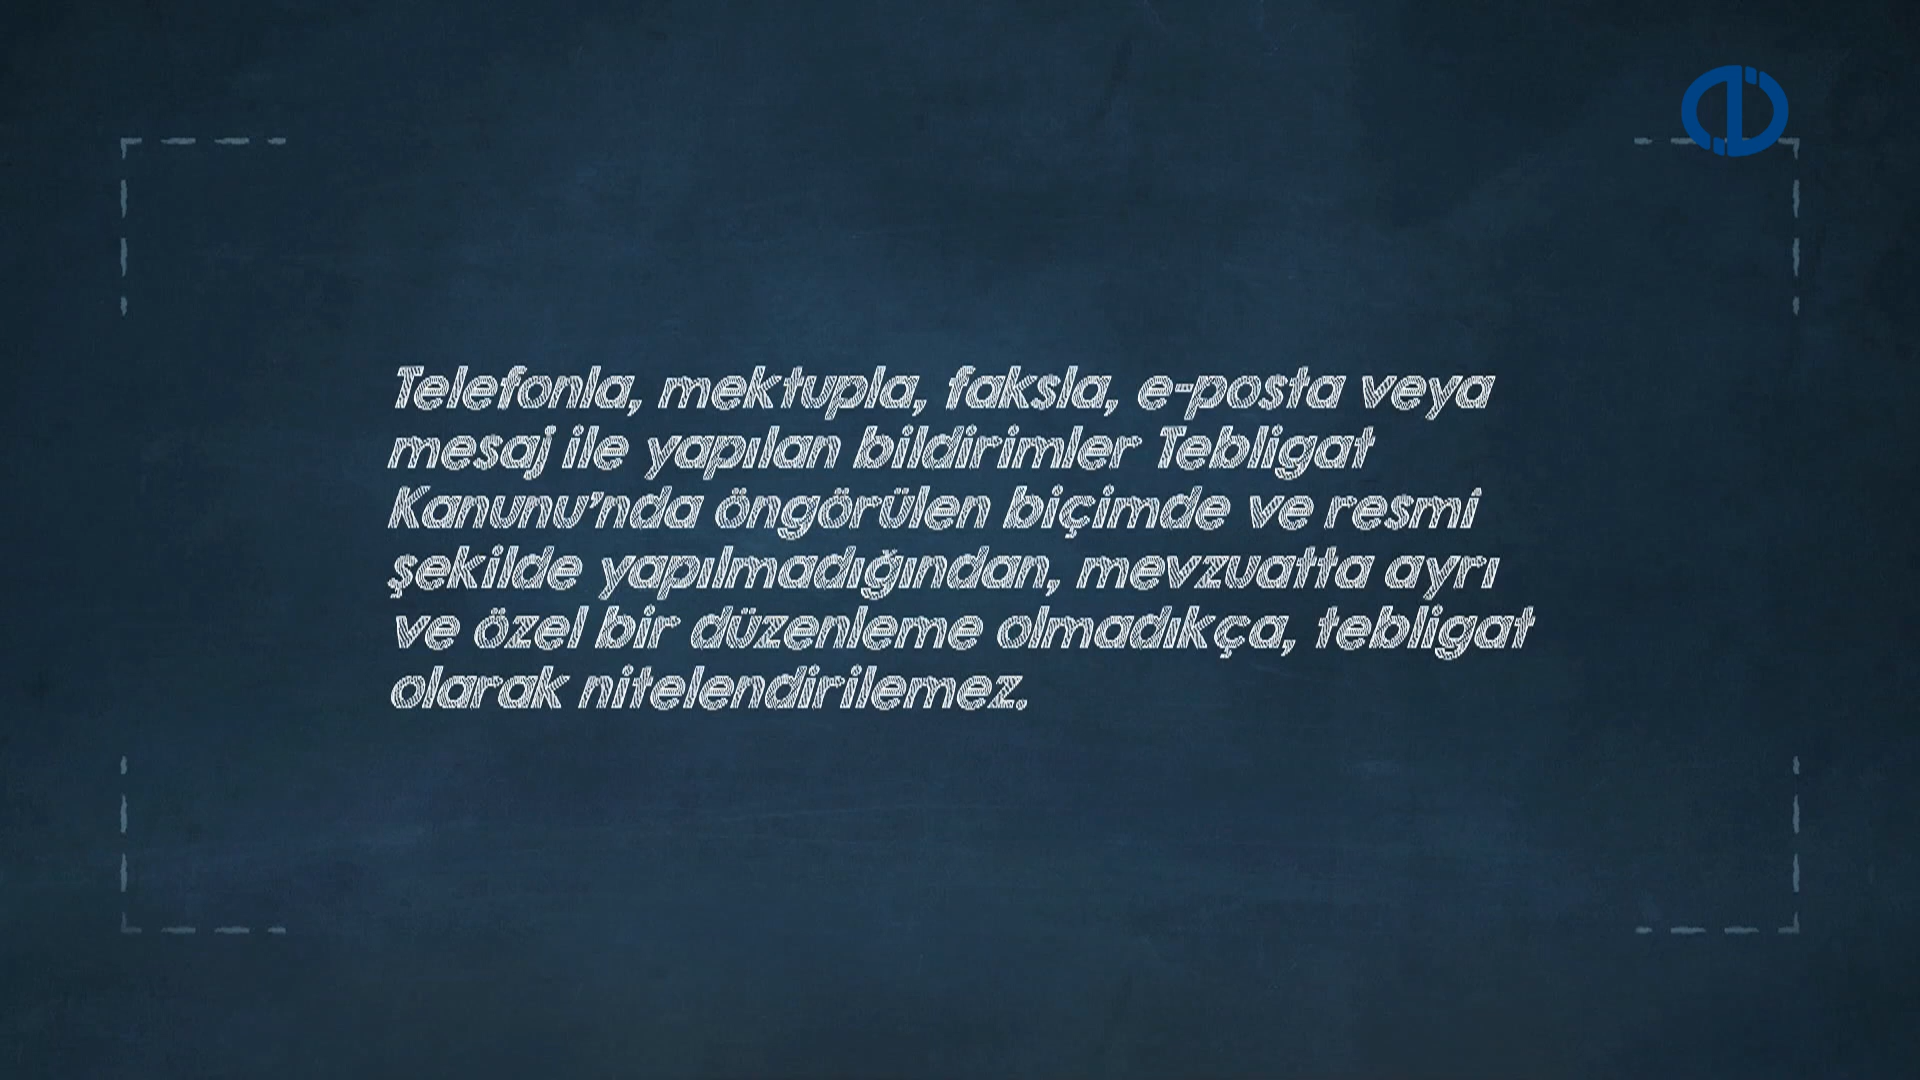 Telefonla, mektupla, faksla, e-posta veya
mesaj ile yapılan bildirimler Tebligat
Kanunu'nda öngörülen biçimde ve resmi
şekilde yapılmadığından, mevzuatta ayrı
ve özel bir düzenleme olmadıkça, tebligat
olarak nitelendirilemez.